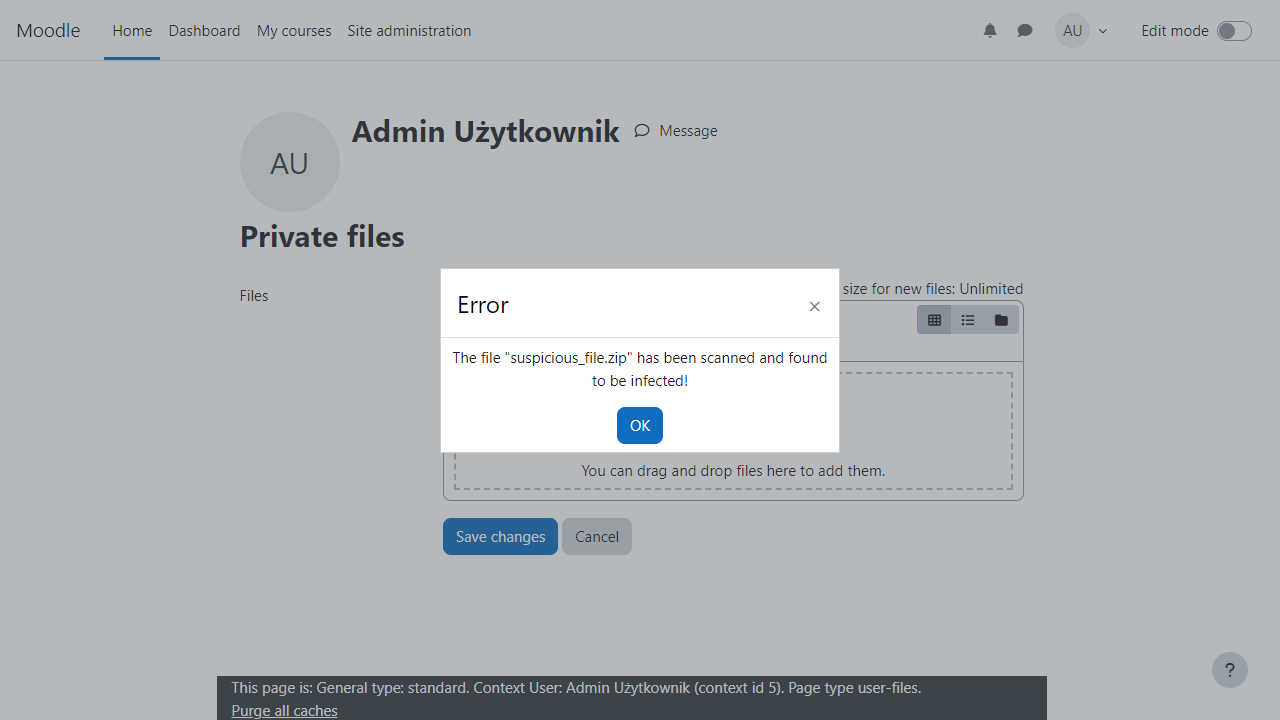 Moodle Home Dashboard My courses Site administration AU Edit mode
AU Admin Użytkownik Message
Private files
Files
size for new files: Unlimited
Error ×
The file "suspicious_file.zip" has been scanned and found
to be infected!
OK
You can drag and drop files here to add them.
Save changes Cancel
?
This page is: General type: standard. Context User: Admin Użytkownik (context id 5). Page type user-files.
Purge all caches